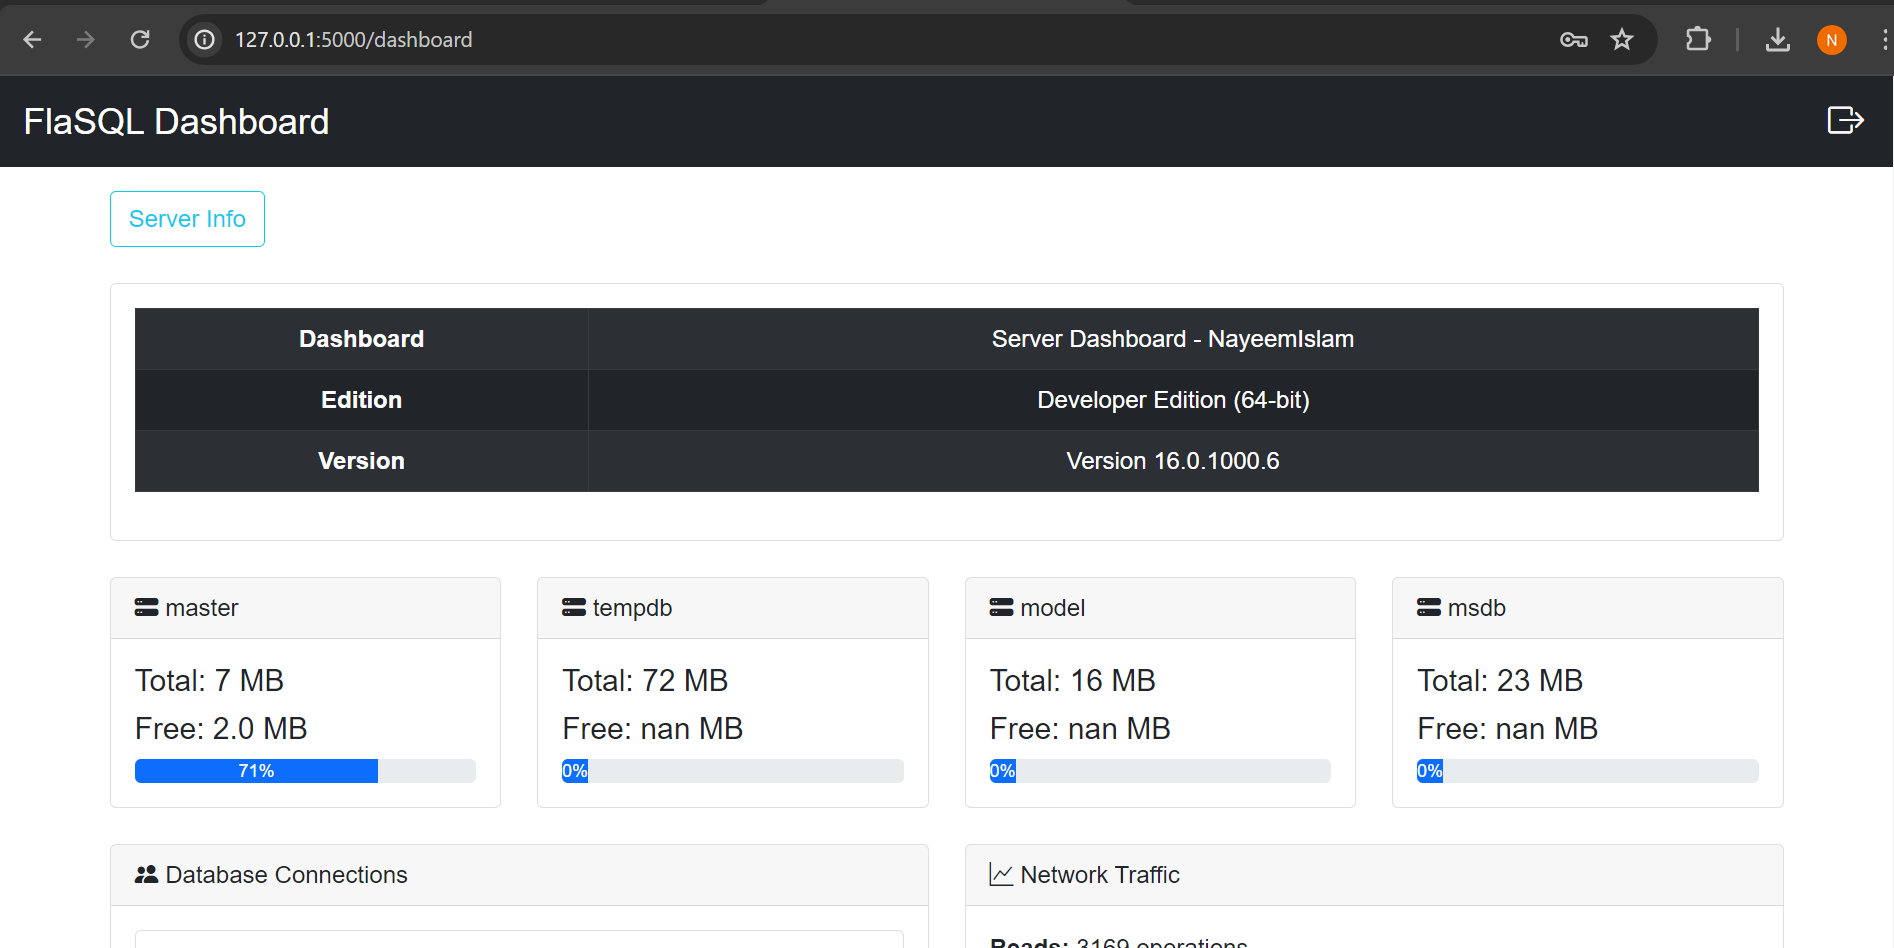 127.0.0.1:5000/dashboard
N
FlaSQL Dashboard
Server Info
Dashboard Server Dashboard - NayeemIslam
Edition Developer Edition (64-bit)
Version Version 16.0.1000.6
master
Total: 7 MB
Free: 2.0 MB
71%
tempdb
Total: 72 MB
Free: nan MB
0%
model
Total: 16 MB
Free: nan MB
0%
msdb
Total: 23 MB
Free: nan MB
0%
Database Connections
Network Traffic
Reads: 3169 operations